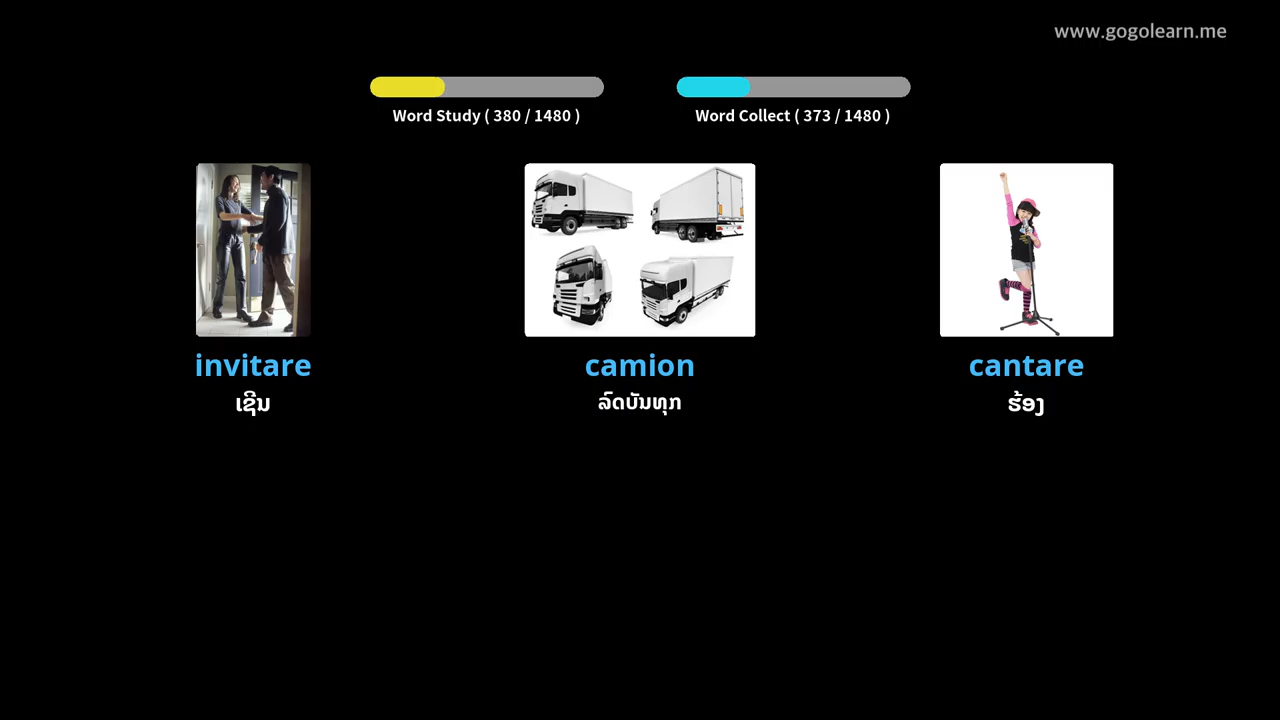 www.gogolearn.me
Word Study ( 380 / 1480 )
Word Collect ( 373 / 1480 )
invitare
camion
cantare
ເຊີນ
ລົດບັນທຸກ
ຮ້ອງ